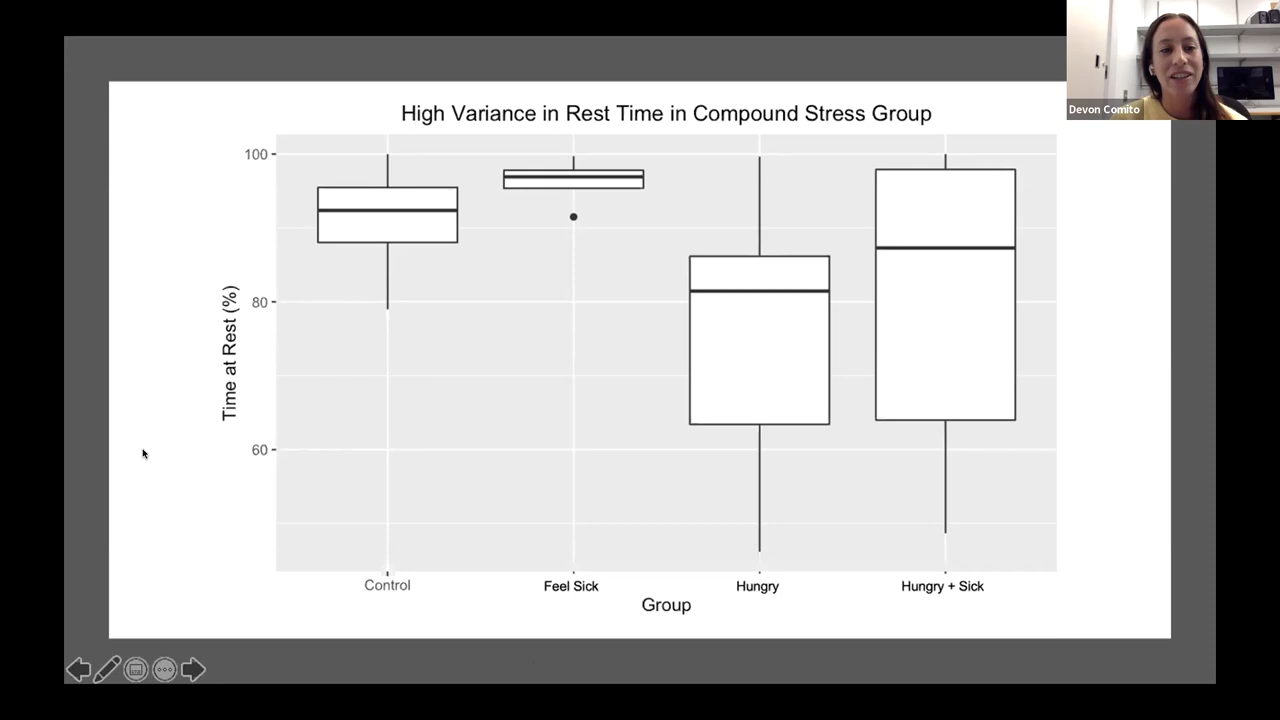 Devon Comito
High Variance in Rest Time in Compound Stress Group
100
80
60
Time at Rest (%)
Control
Feel Sick
Hungry
Hungry + Sick
Group